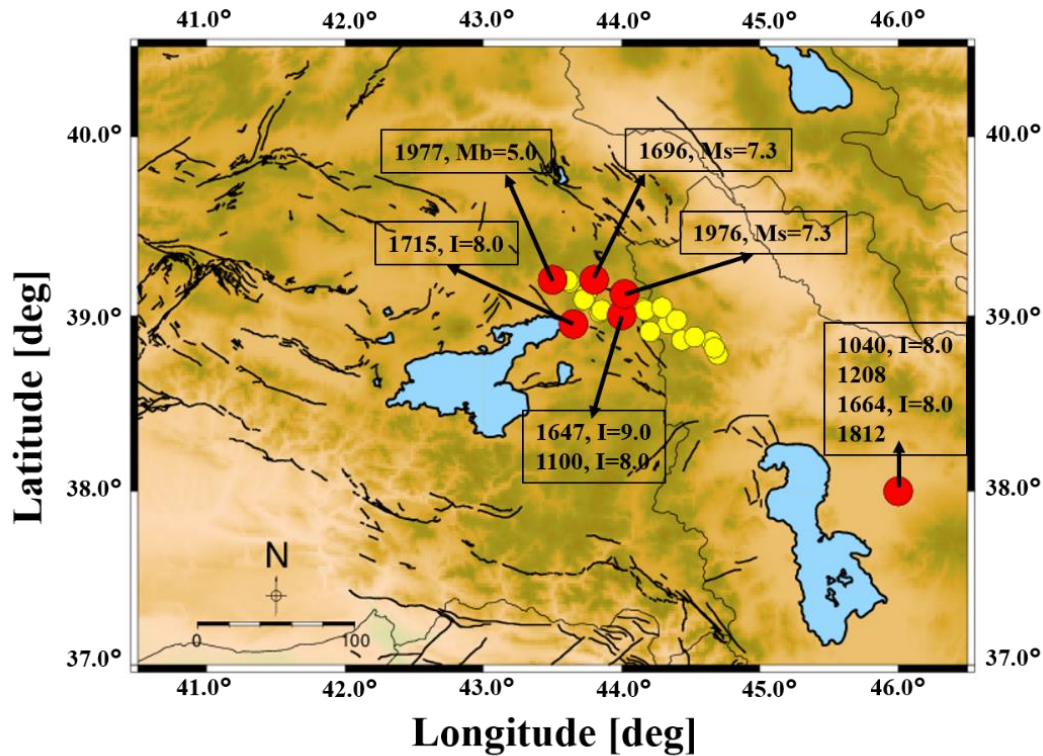 41.0° 42.0° 43.0° 44.0° 45.0° 46.0°
40.0° 40.0°
1977, Mb=5.0
1696, Ms=7.3
1715, I=8.0
1976, Ms=7.3
39.0° 39.0°
1040, I=8.0
1208
1664, I=8.0
1812
1647, I=9.0
1100, I=8.0
38.0° 38.0°
Latitude [deg]
N
0 100
37.0° 37.0°
41.0° 42.0° 43.0° 44.0° 45.0° 46.0°
Longitude [deg]